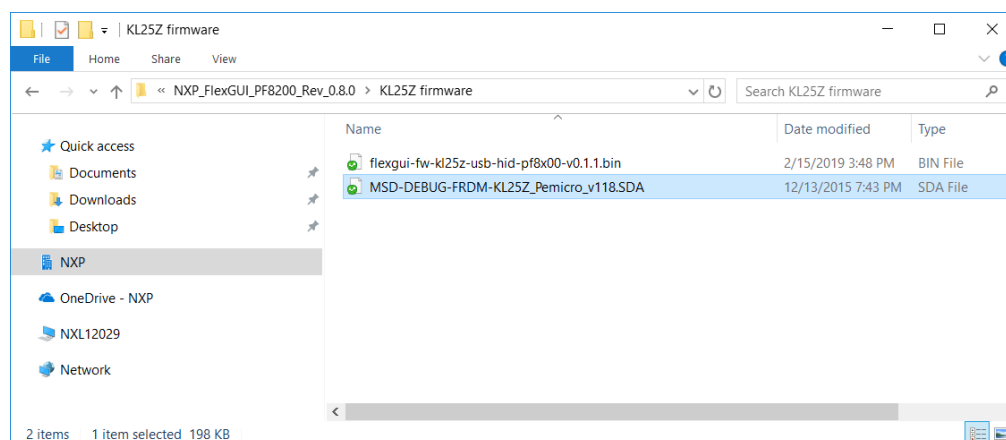 KL25Z firmware
File Home Share View
« NXP_FlexGUI_PF8200_Rev_0.8.0 > KL25Z firmware Search KL25Z firmware
Name Date modified Type
Quick access
flexgui-fw-kl25z-usb-hid-pf8x00-v0.1.1.bin 2/15/2019 3:48 PM BIN File
Documents
MSD-DEBUG-FRDM-KL25Z_Pemicro_v118.SDA 12/13/2015 7:43 PM SDA File
Downloads
Desktop
NXP
OneDrive - NXP
NXL12029
Network
2 items 1 item selected 198 KB